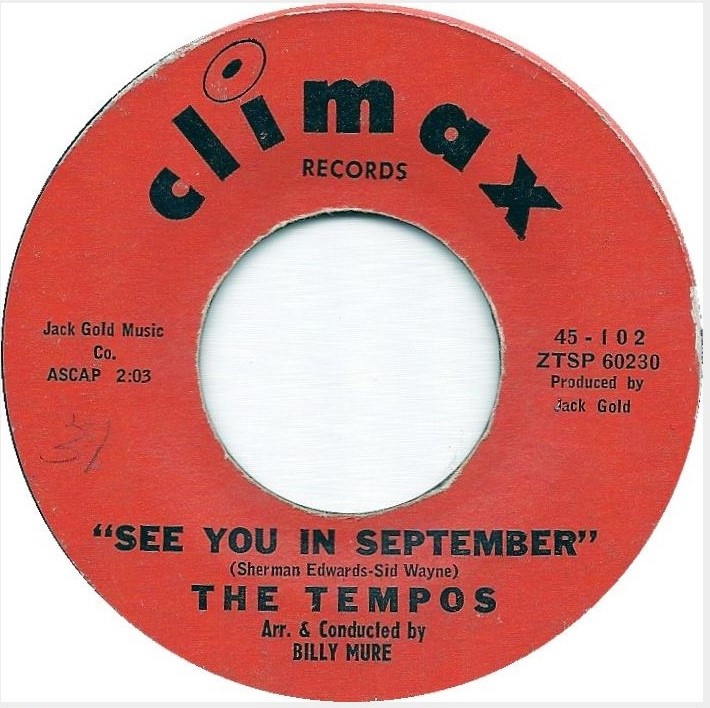 climax
RECORDS
Jack Gold Music
Co.
ASCAP 2:03
45-102
ZTSP 60230
Produced by
Jack Gold
"SEE YOU IN SEPTEMBER"
(Sherman Edwards-Sid Wayne)
THE TEMPOS
Arr. & Conducted by
BILLY MURE